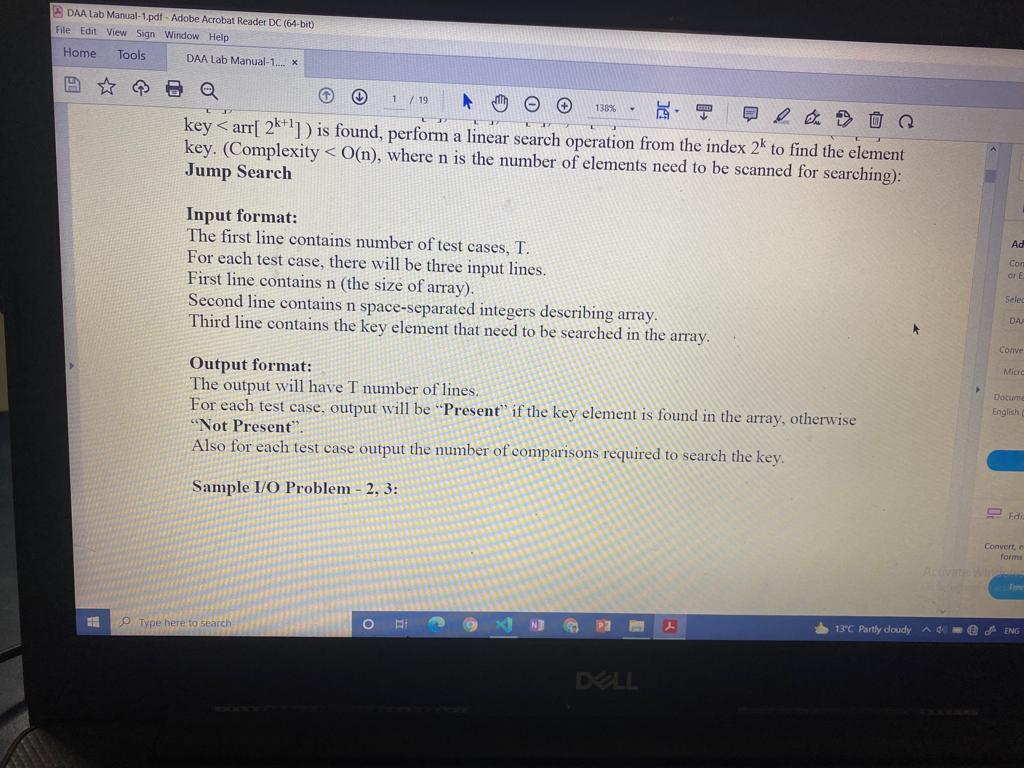 DAA Lab Manual-1.pdf - Adobe Acrobat Reader DC (64-bit)
File Edit View Sign Window Help
Home Tools DAA Lab Manual-1.... ×
1 / 19 138%
key < arr[ 2^{k+1}] ) is found, perform a linear search operation from the index 2^k to find the element
key. (Complexity < O(n), where n is the number of elements need to be scanned for searching):
Jump Search
Input format:
The first line contains number of test cases, T.
For each test case, there will be three input lines.
First line contains n (the size of array).
Second line contains n space-separated integers describing array.
Third line contains the key element that need to be searched in the array.
Output format:
The output will have T number of lines.
For each test case, output will be “Present” if the key element is found in the array, otherwise
“Not Present”.
Also for each test case output the number of comparisons required to search the key.
Sample I/O Problem - 2, 3:
Ad
or E
Selec
DAA
Conve
Micro
Docume
English (
Edi
Convert, e
forms
Activate Win
Type here to search
13°C Partly cloudy ENG
DELL